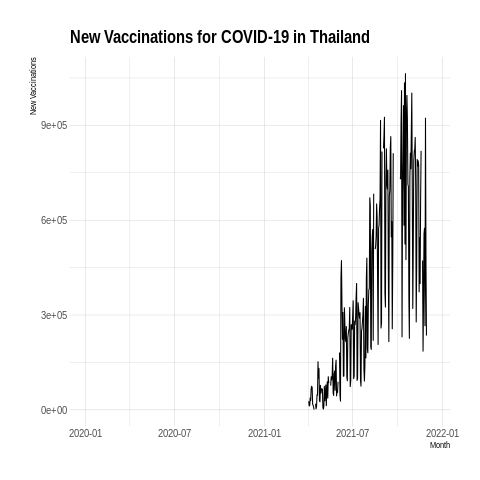 New Vaccinations for COVID-19 in Thailand
New Vaccinations
9e+05
6e+05
3e+05
0e+00
2020-01 2020-07 2021-01 2021-07 2022-01
Month